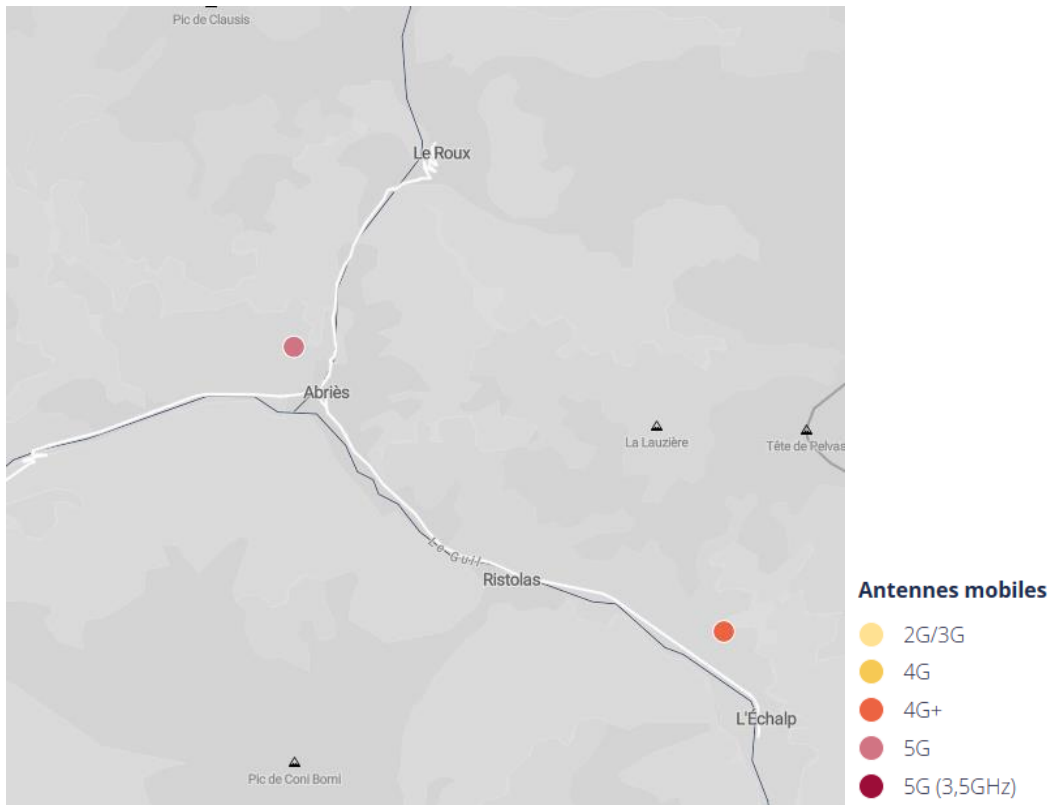 Pic de Clausis
Le Roux
Abriès
La Lauzière
Tête de Pelvas
Le Guil
Ristolas
L'Échalp
Pic de Coni Borni
Antennes mobiles
2G/3G
4G
4G+
5G
5G (3,5GHz)